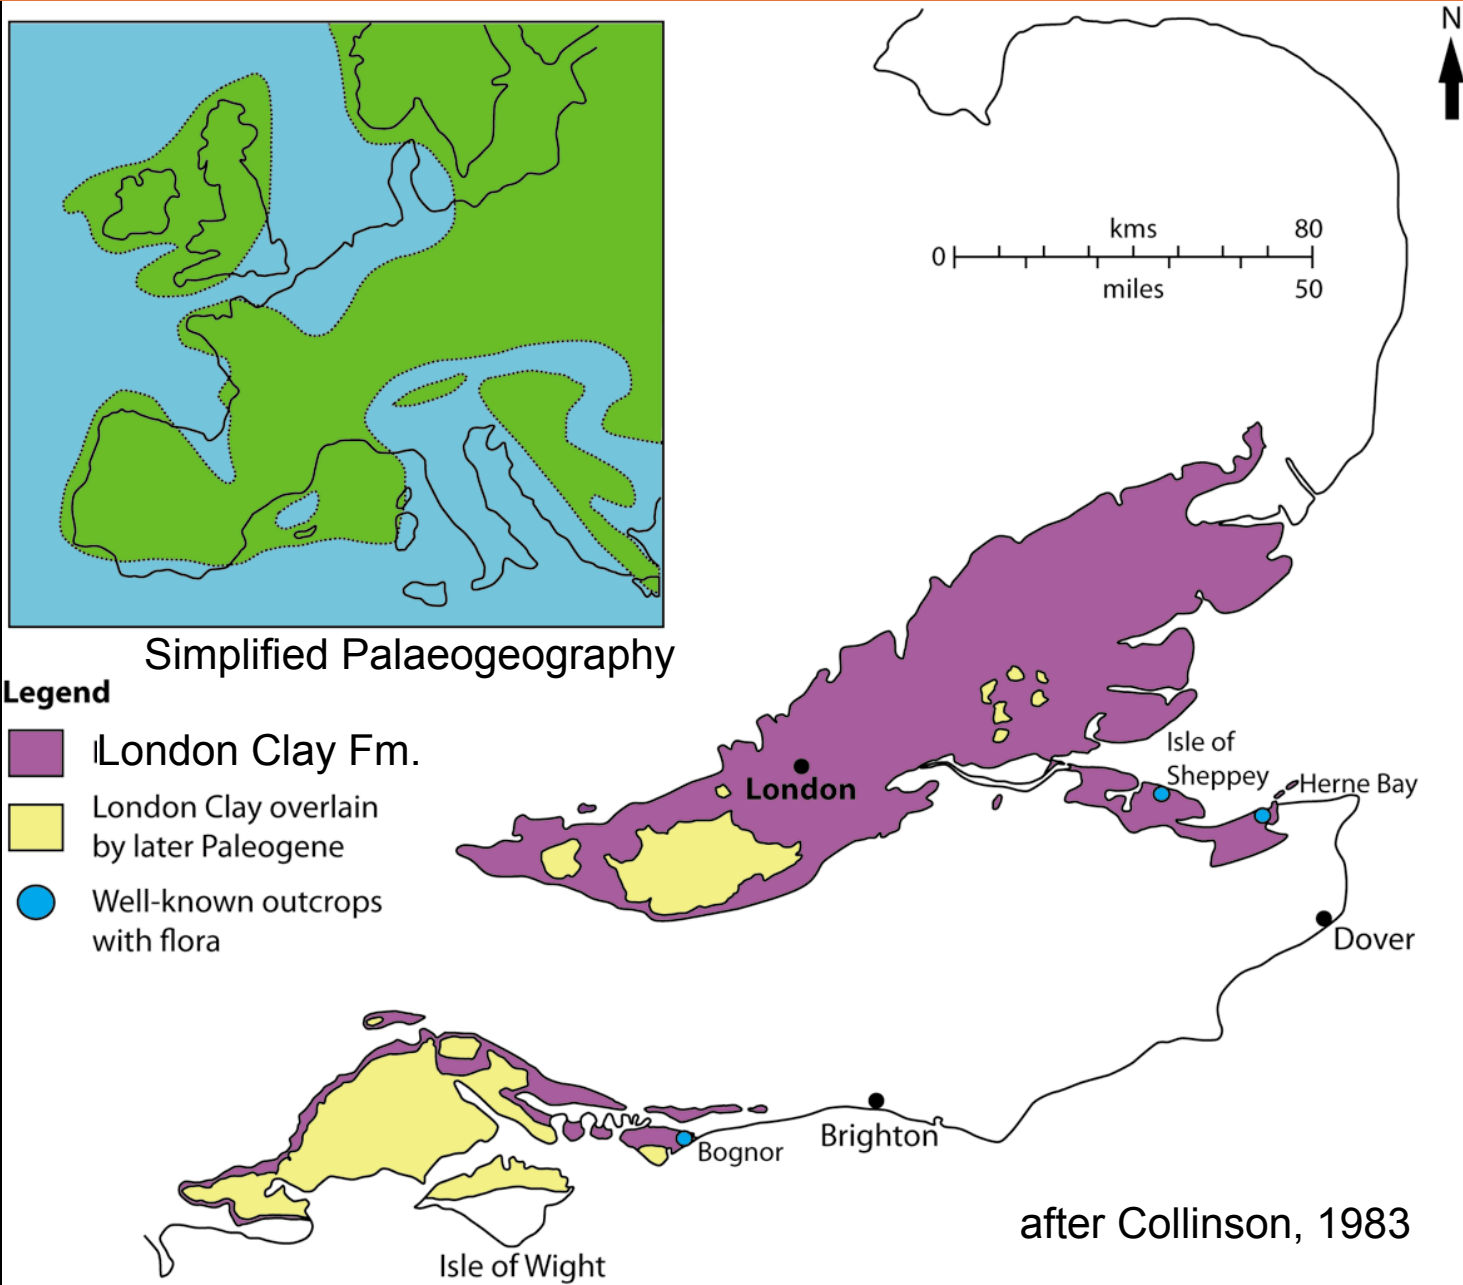 N
kms 80
0
miles 50
Simplified Palaeogeography
Legend
London Clay Fm.
London Clay overlain
by later Paleogene
Well-known outcrops
with flora
London
Isle of
Sheppey
Herne Bay
Dover
Brighton
Bognor
Isle of Wight
after Collinson, 1983